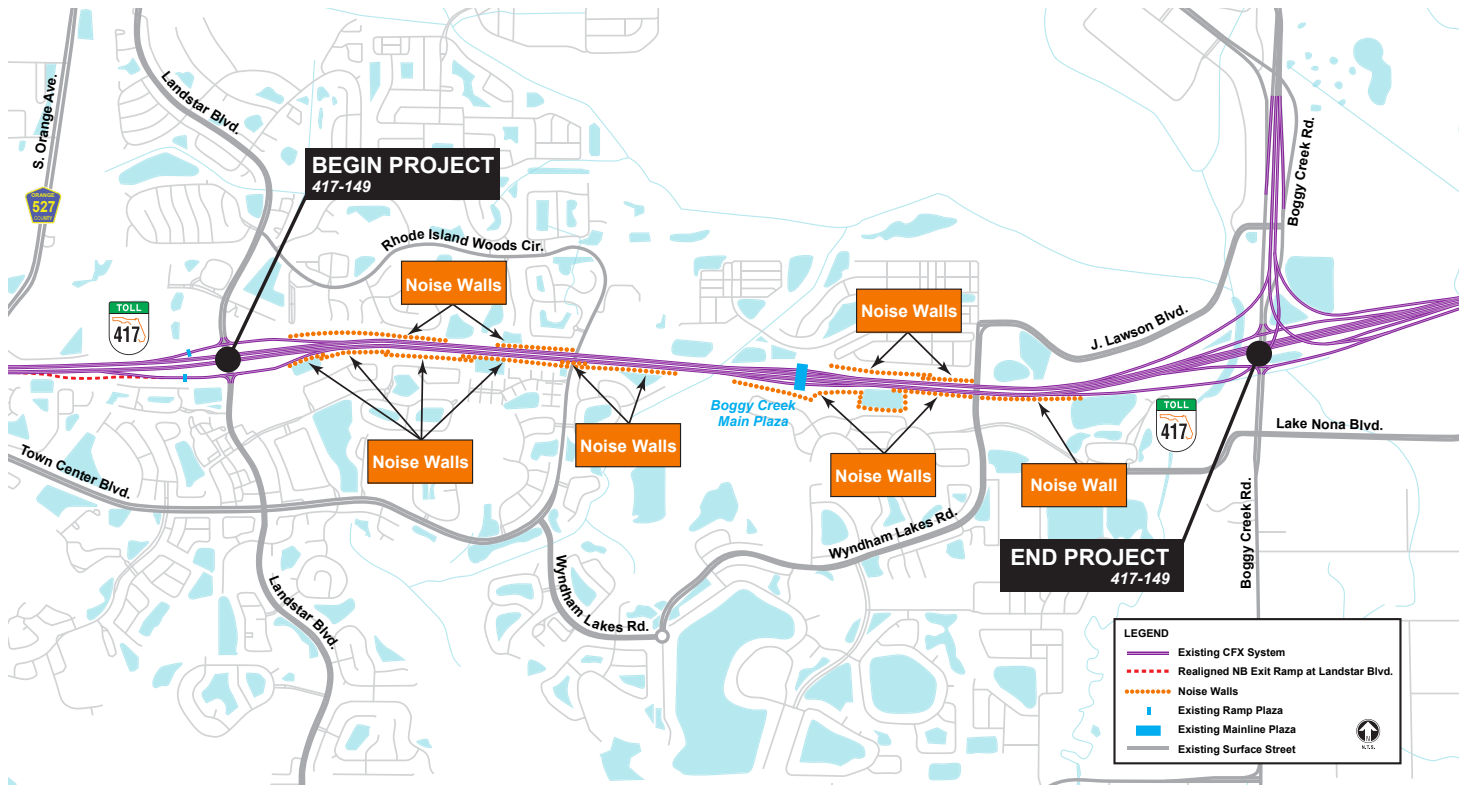 S. Orange Ave.
ORANGE
527
COUNTY
Landstar Blvd.
BEGIN PROJECT
417-149
Rhode Island Woods Cir.
Noise Walls
TOLL
417
Noise Walls
Noise Walls
Town Center Blvd.
Landstar Blvd.
Wyndham Lakes Rd.
Boggy Creek
Main Plaza
Noise Walls
Noise Walls
Noise Wall
Wyndham Lakes Rd.
J. Lawson Blvd.
Boggy Creek Rd.
TOLL
417
Lake Nona Blvd.
Boggy Creek Rd.
END PROJECT
417-149
LEGEND
Existing CFX System
Realigned NB Exit Ramp at Landstar Blvd.
Noise Walls
Existing Ramp Plaza
Existing Mainline Plaza
Existing Surface Street
N
N.T.S.